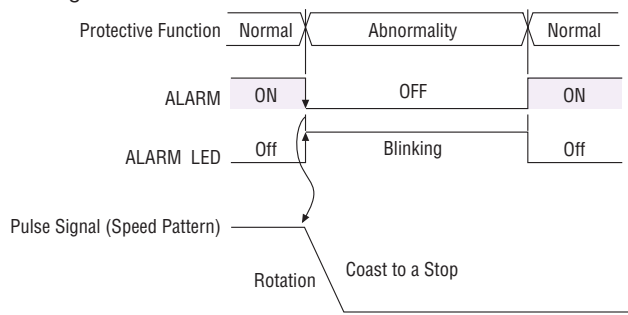 Protective Function Normal Abnormality Normal
ALARM ON OFF ON
ALARM LED Off Blinking Off
Pulse Signal (Speed Pattern)
Rotation Coast to a Stop